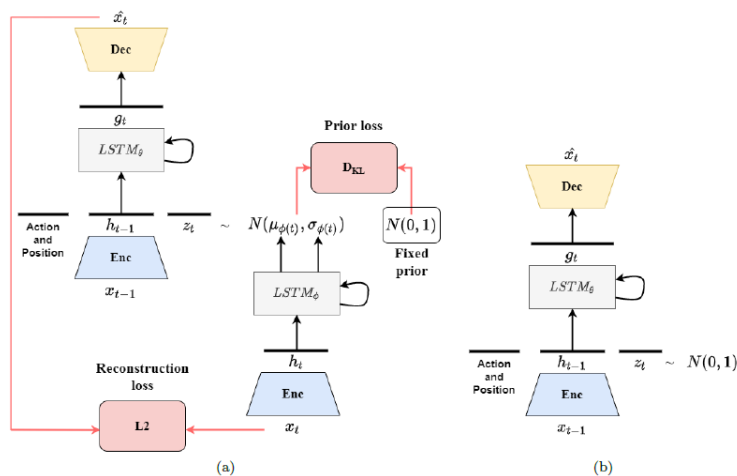 x̂_t
Dec
g_t
LSTM_θ
Action and Position
h_{t-1}
z_t ~ N(μ_{φ(t)}, σ_{φ(t)})
Enc
x_{t-1}
Prior loss
D_KL
N(0, 1)
Fixed prior
LSTM_φ
h_t
Enc
x_t
Reconstruction loss
L2
(a)
x̂_t
Dec
g_t
LSTM_θ
Action and Position
h_{t-1}
z_t ~ N(0, 1)
Enc
x_{t-1}
(b)